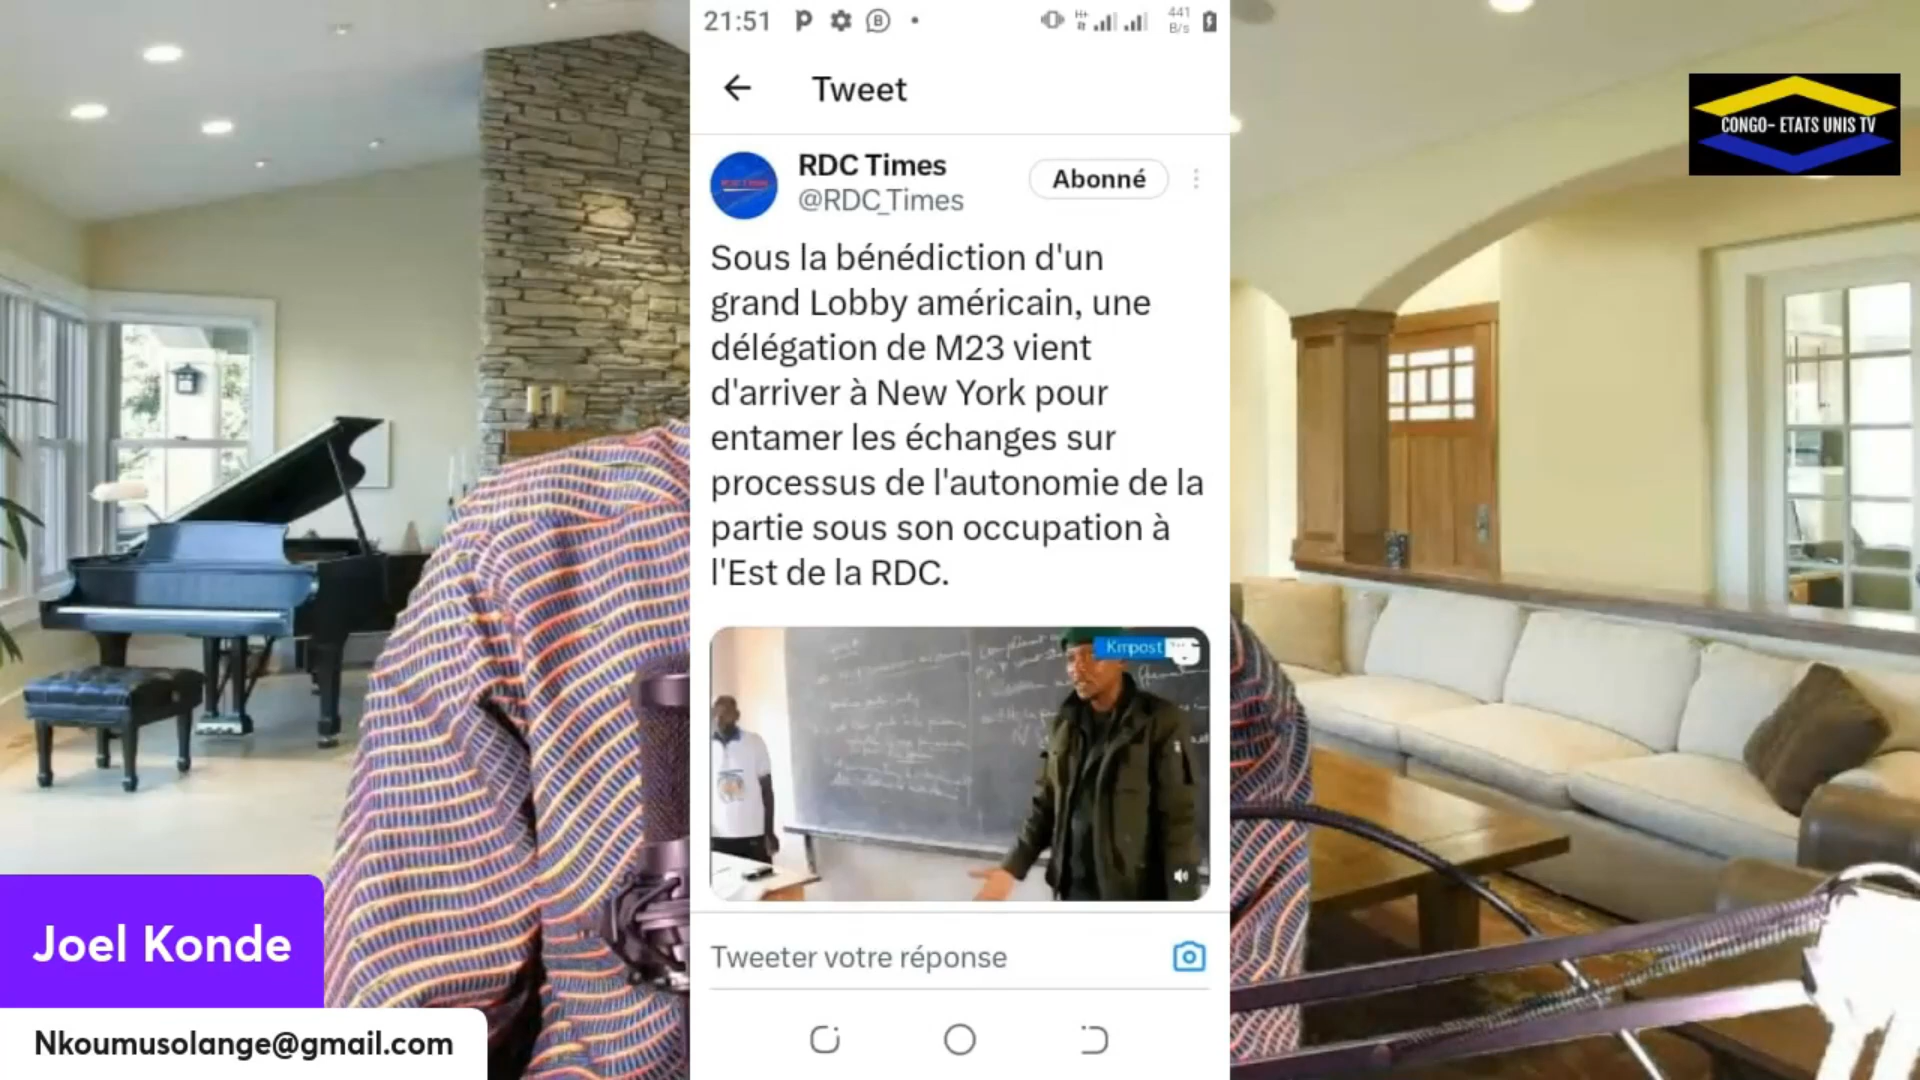 21:51
441
B/s
Tweet
RDC Times
@RDC_Times
Abonné
Sous la bénédiction d'un
grand Lobby américain, une
délégation de M23 vient
d'arriver à New York pour
entamer les échanges sur
processus de l'autonomie de la
partie sous son occupation à
l'Est de la RDC.
Kmpost
Tweeter votre réponse
CONGO- ETATS UNIS TV
Joel Konde
Nkoumusolange@gmail.com